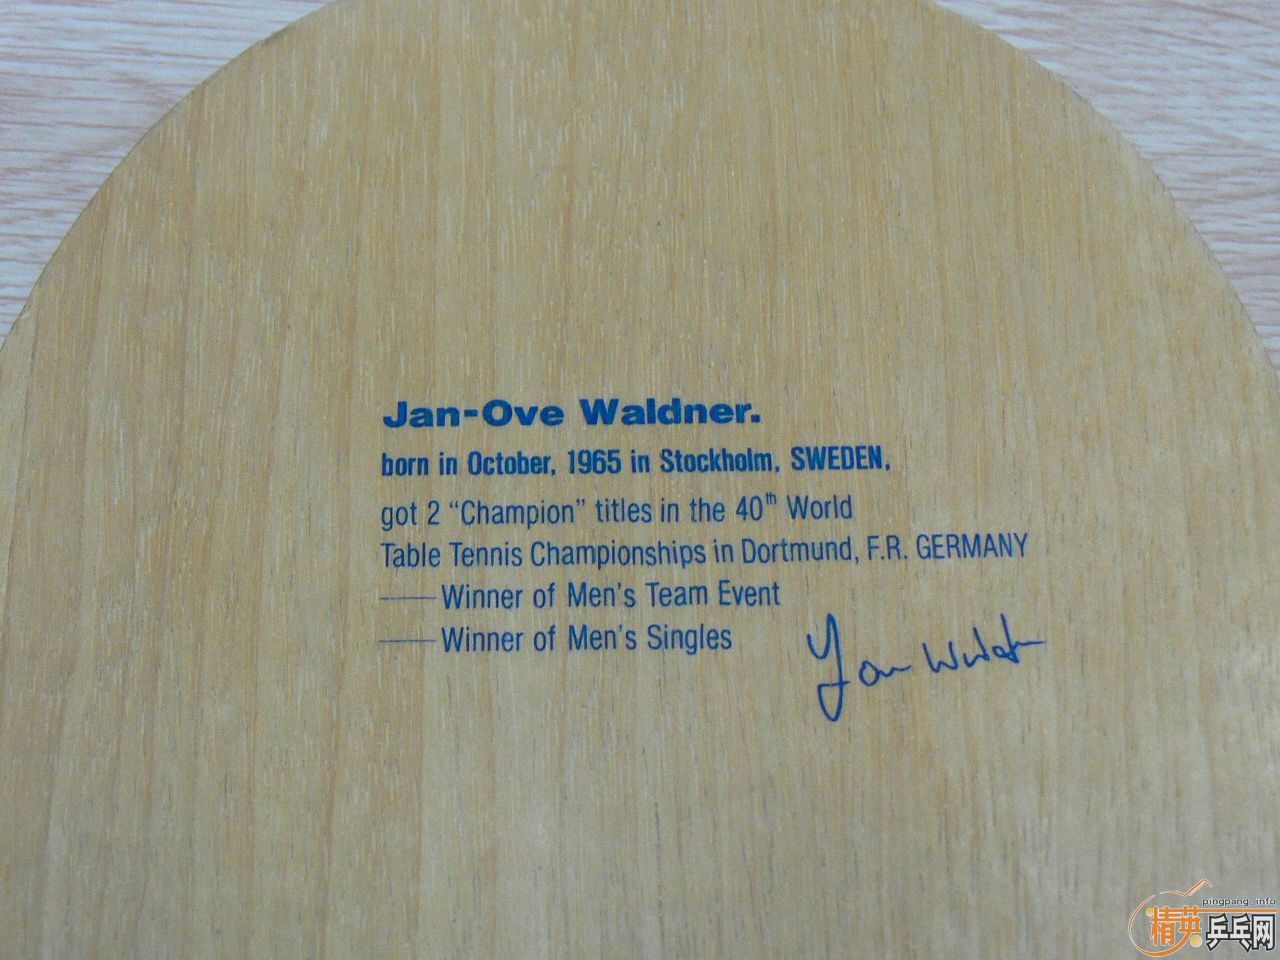 Jan-Ove Waldner.
born in October, 1965 in Stockholm, SWEDEN,
got 2 “Champion” titles in the 40th World
Table Tennis Championships in Dortmund, F.R. GERMANY
—— Winner of Men's Team Event
—— Winner of Men's Singles
pingpang.info
精英乒乓网